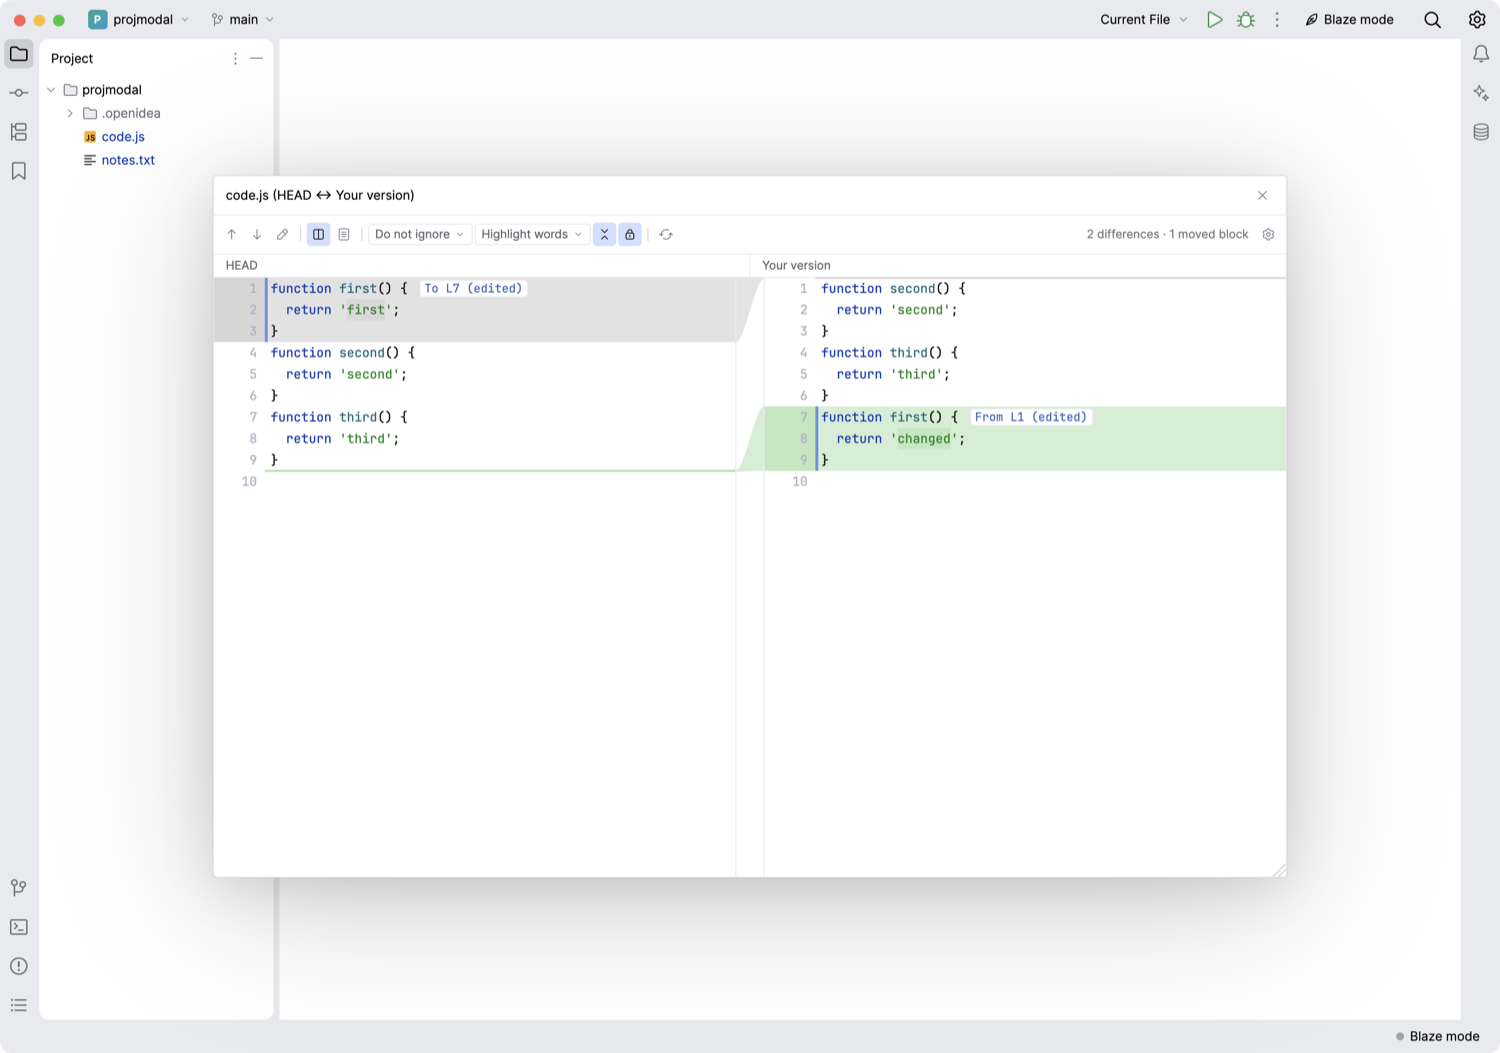 P projmodal main Current File Blaze mode
Project
projmodal
.openidea
JS code.js
notes.txt
code.js (HEAD ↔ Your version)
Do not ignore Highlight words 2 differences · 1 moved block
HEAD
1 function first() { To L7 (edited)
2 return 'first';
3 }
4 function second() {
5 return 'second';
6 }
7 function third() {
8 return 'third';
9 }
10
Your version
1 function second() {
2 return 'second';
3 }
4 function third() {
5 return 'third';
6 }
7 function first() { From L1 (edited)
8 return 'changed';
9 }
10
Blaze mode